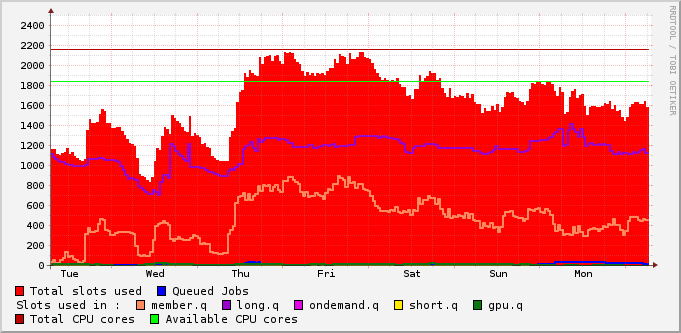 RRDTOOL / TOBI OETIKER
2400
2200
2000
1800
1600
1400
1200
1000
800
600
400
200
0
Tue Wed Thu Fri Sat Sun Mon
Total slots used Queued Jobs
Slots used in : member.q long.q ondemand.q short.q gpu.q
Total CPU cores Available CPU cores